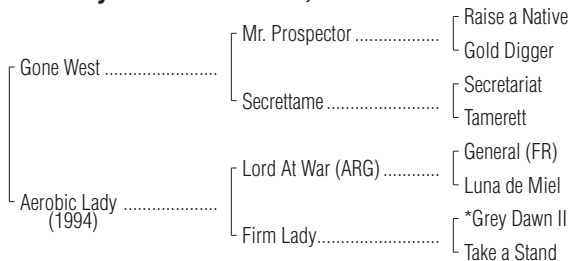 Raise a Native
Mr. Prospector ..................
Gold Digger
Gone West ........................
Secretariat
Secrettame ........................
Tamerett
General (FR)
Lord At War (ARG) ............
Luna de Miel
Aerobic Lady ....................
(1994)
*Grey Dawn II
Firm Lady..........................
Take a Stand